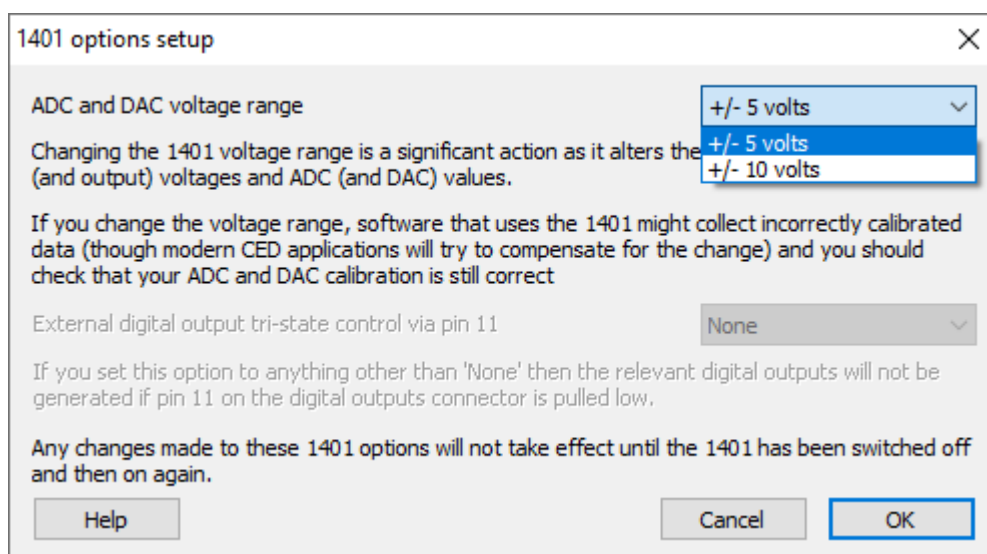 1401 options setup
ADC and DAC voltage range
+/- 5 volts
+/- 5 volts
+/- 10 volts
Changing the 1401 voltage range is a significant action as it alters the
(and output) voltages and ADC (and DAC) values.
If you change the voltage range, software that uses the 1401 might collect incorrectly calibrated
data (though modern CED applications will try to compensate for the change) and you should
check that your ADC and DAC calibration is still correct
External digital output tri-state control via pin 11
None
If you set this option to anything other than 'None' then the relevant digital outputs will not be
generated if pin 11 on the digital outputs connector is pulled low.
Any changes made to these 1401 options will not take effect until the 1401 has been switched off
and then on again.
Help
Cancel
OK